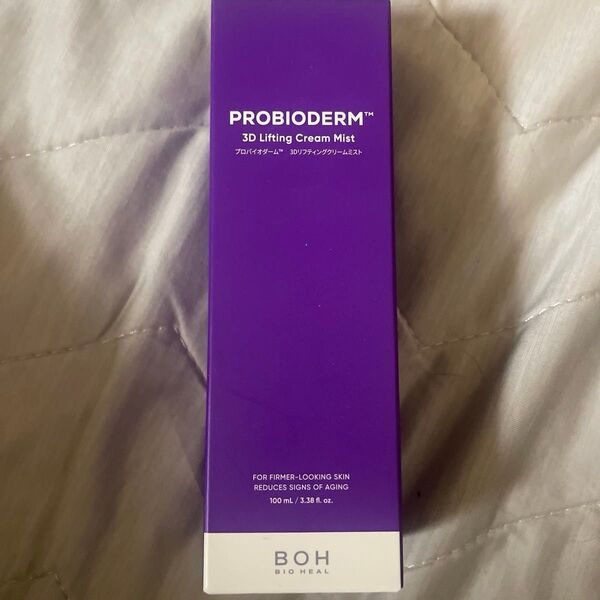 PROBIODERM™
3D Lifting Cream Mist
プロバイオダーム™ 3Dリフティングクリームミスト
FOR FIRMER-LOOKING SKIN
REDUCES SIGNS OF AGING
100 mL / 3.38 fl. oz.
BOH
BIO HEAL